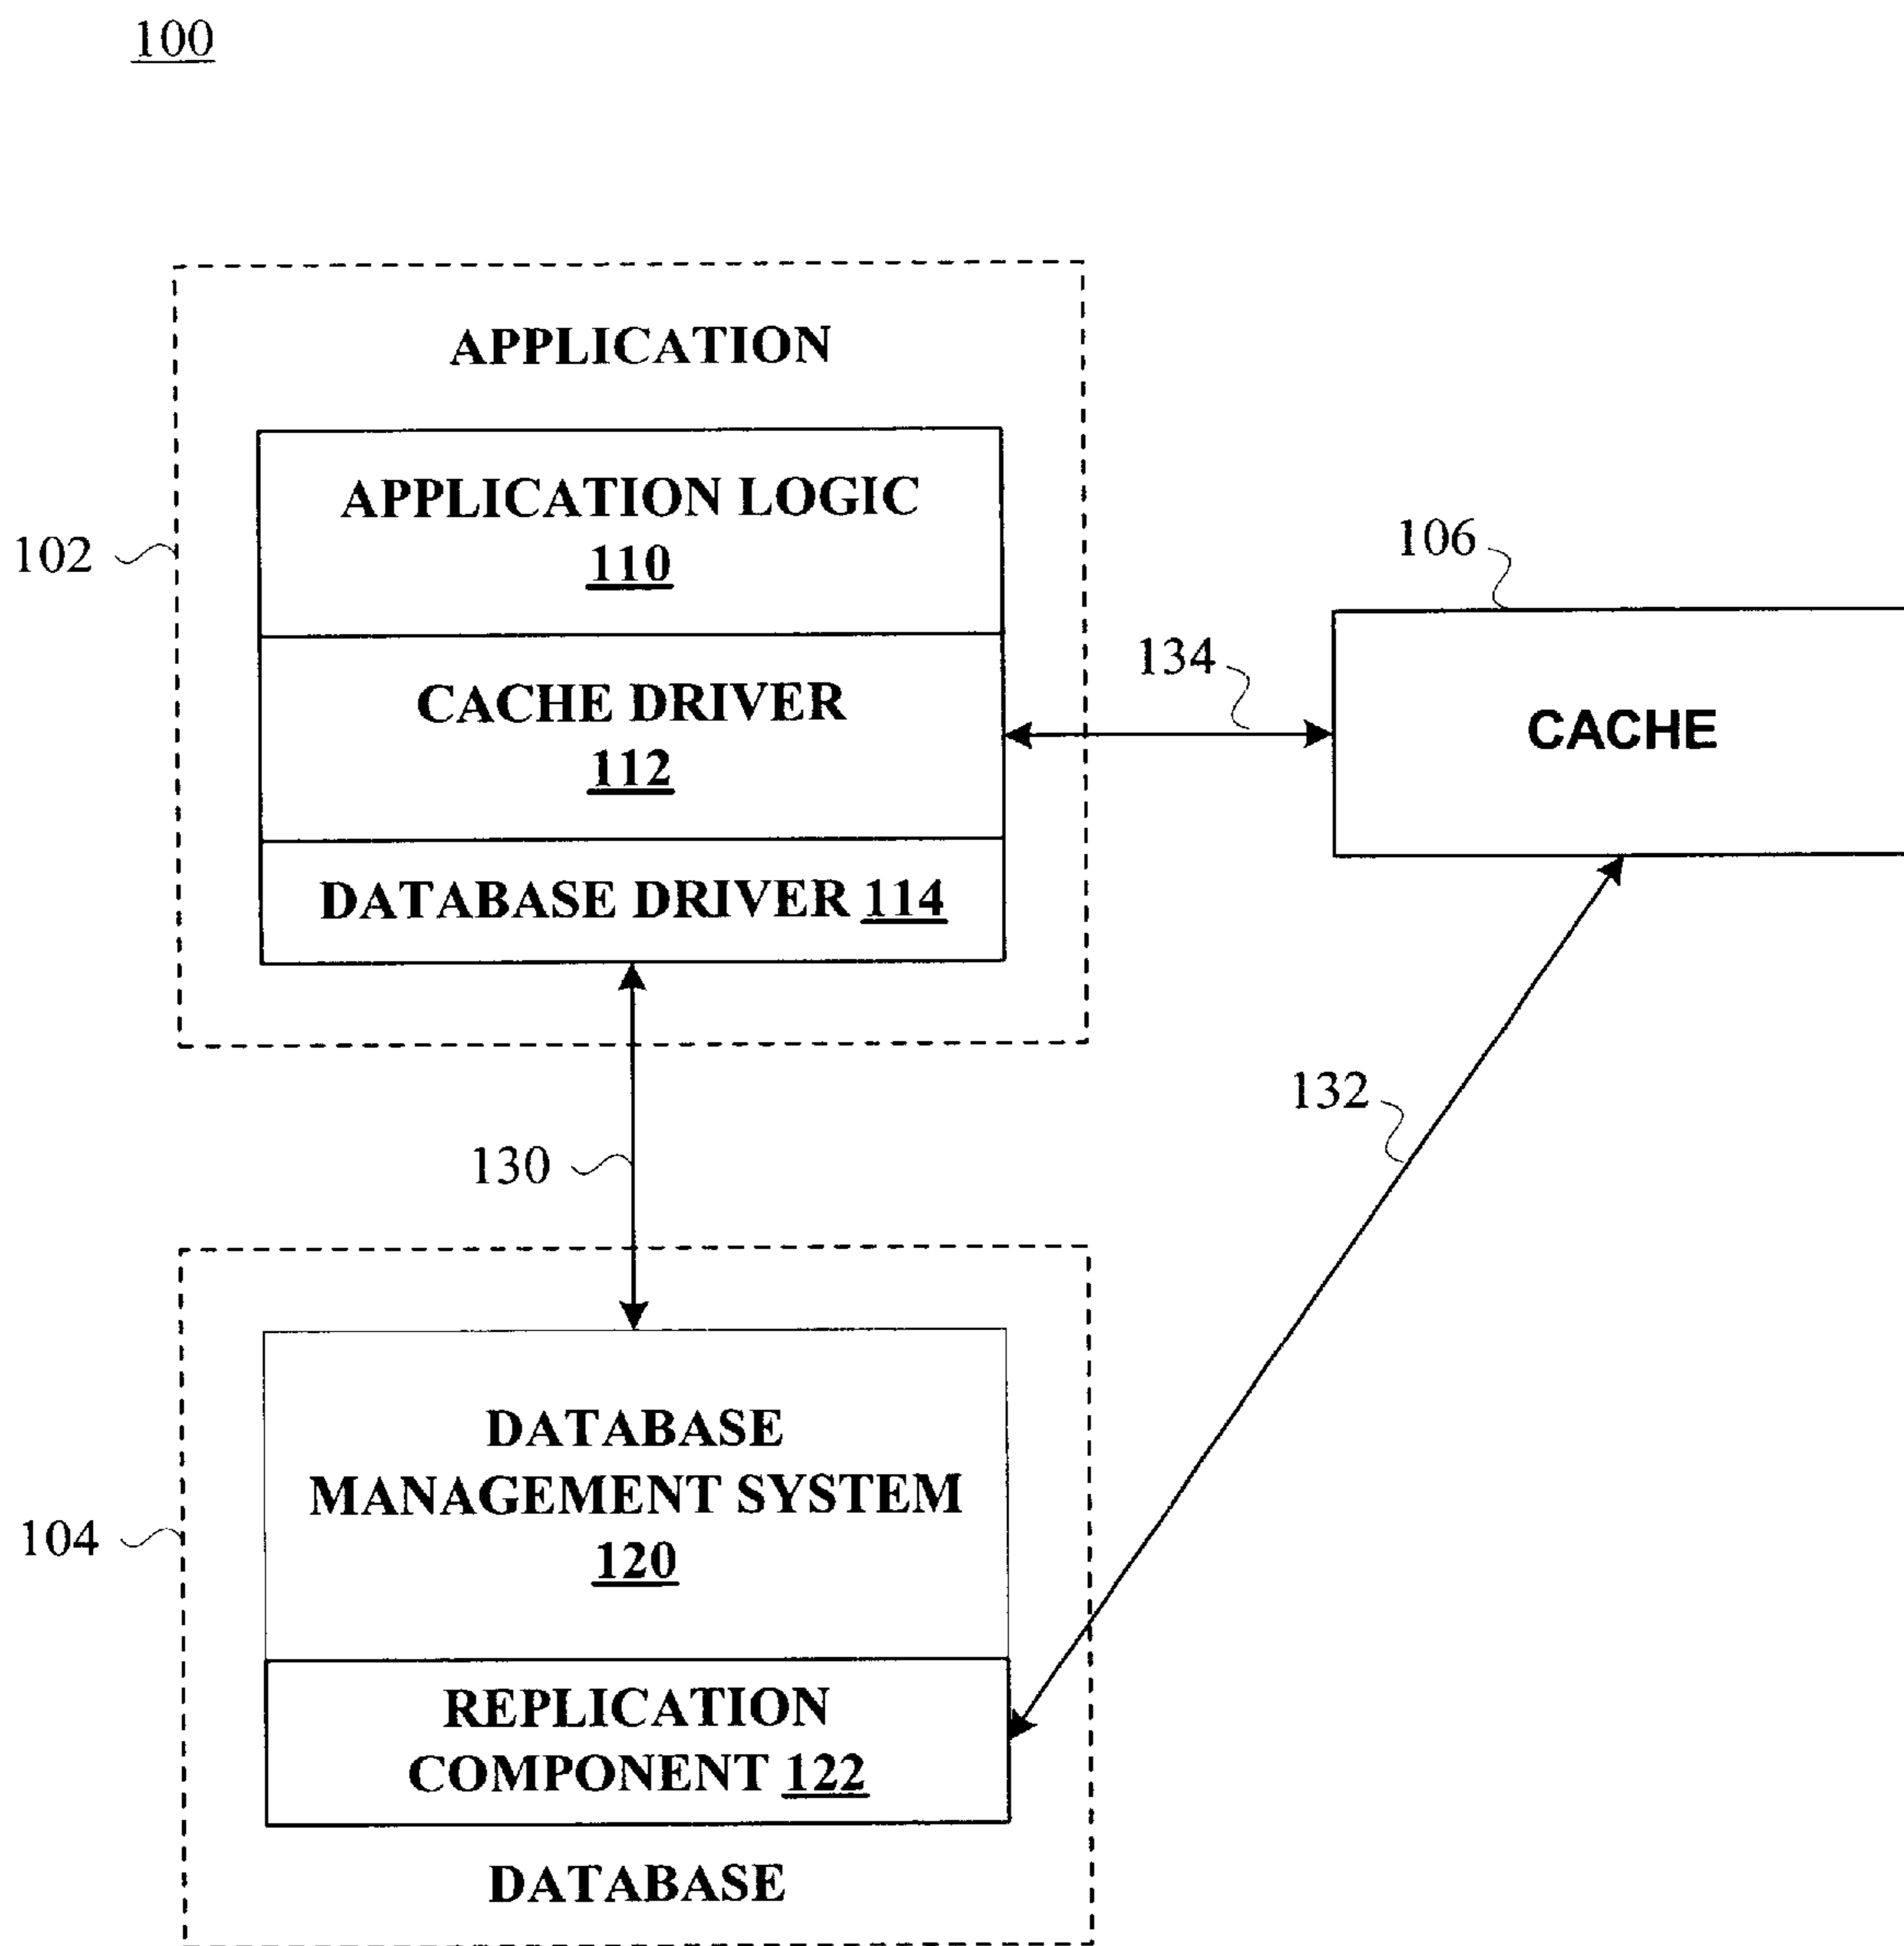 100
APPLICATION
APPLICATION LOGIC
110
102
106
CACHE DRIVER
112
134
CACHE
DATABASE DRIVER 114
132
130
DATABASE
MANAGEMENT SYSTEM
120
104
REPLICATION
COMPONENT 122
DATABASE